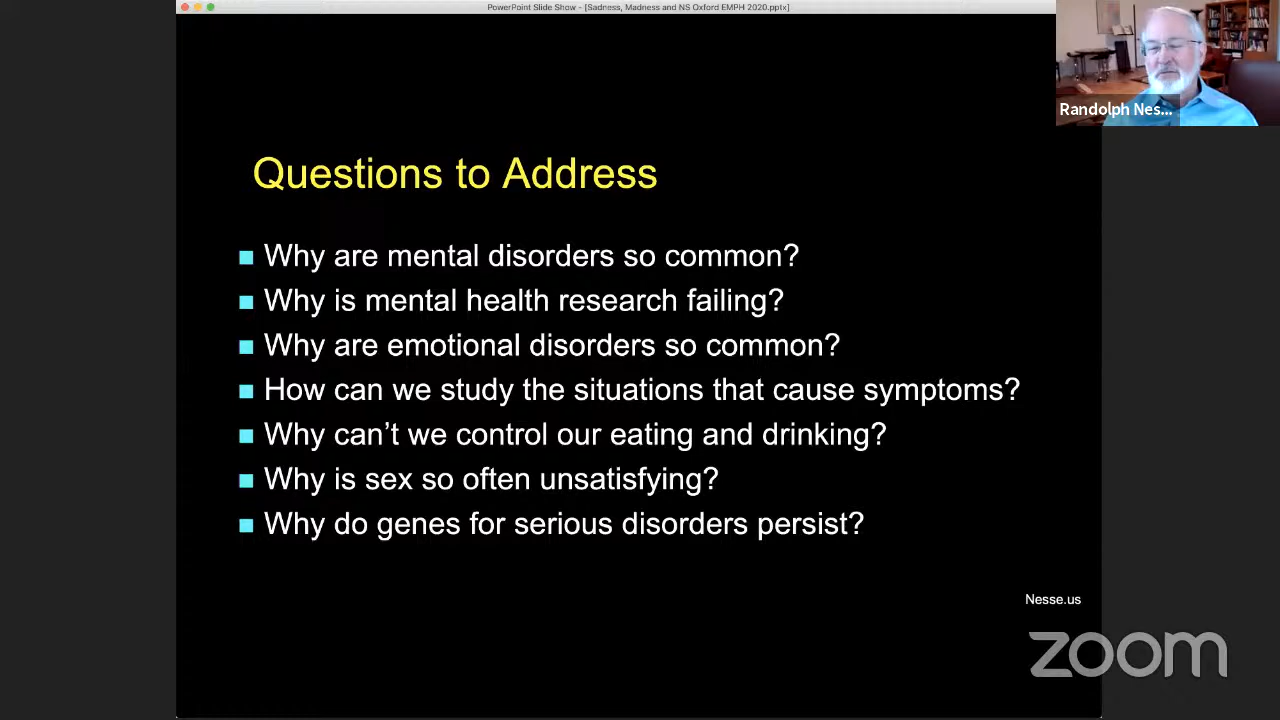 PowerPoint Slide Show - [Sadness, Madness and NS Oxford EMPH 2020.pptx]
Randolph Nes...
Questions to Address
Why are mental disorders so common?
Why is mental health research failing?
Why are emotional disorders so common?
How can we study the situations that cause symptoms?
Why can’t we control our eating and drinking?
Why is sex so often unsatisfying?
Why do genes for serious disorders persist?
Nesse.us
zoom